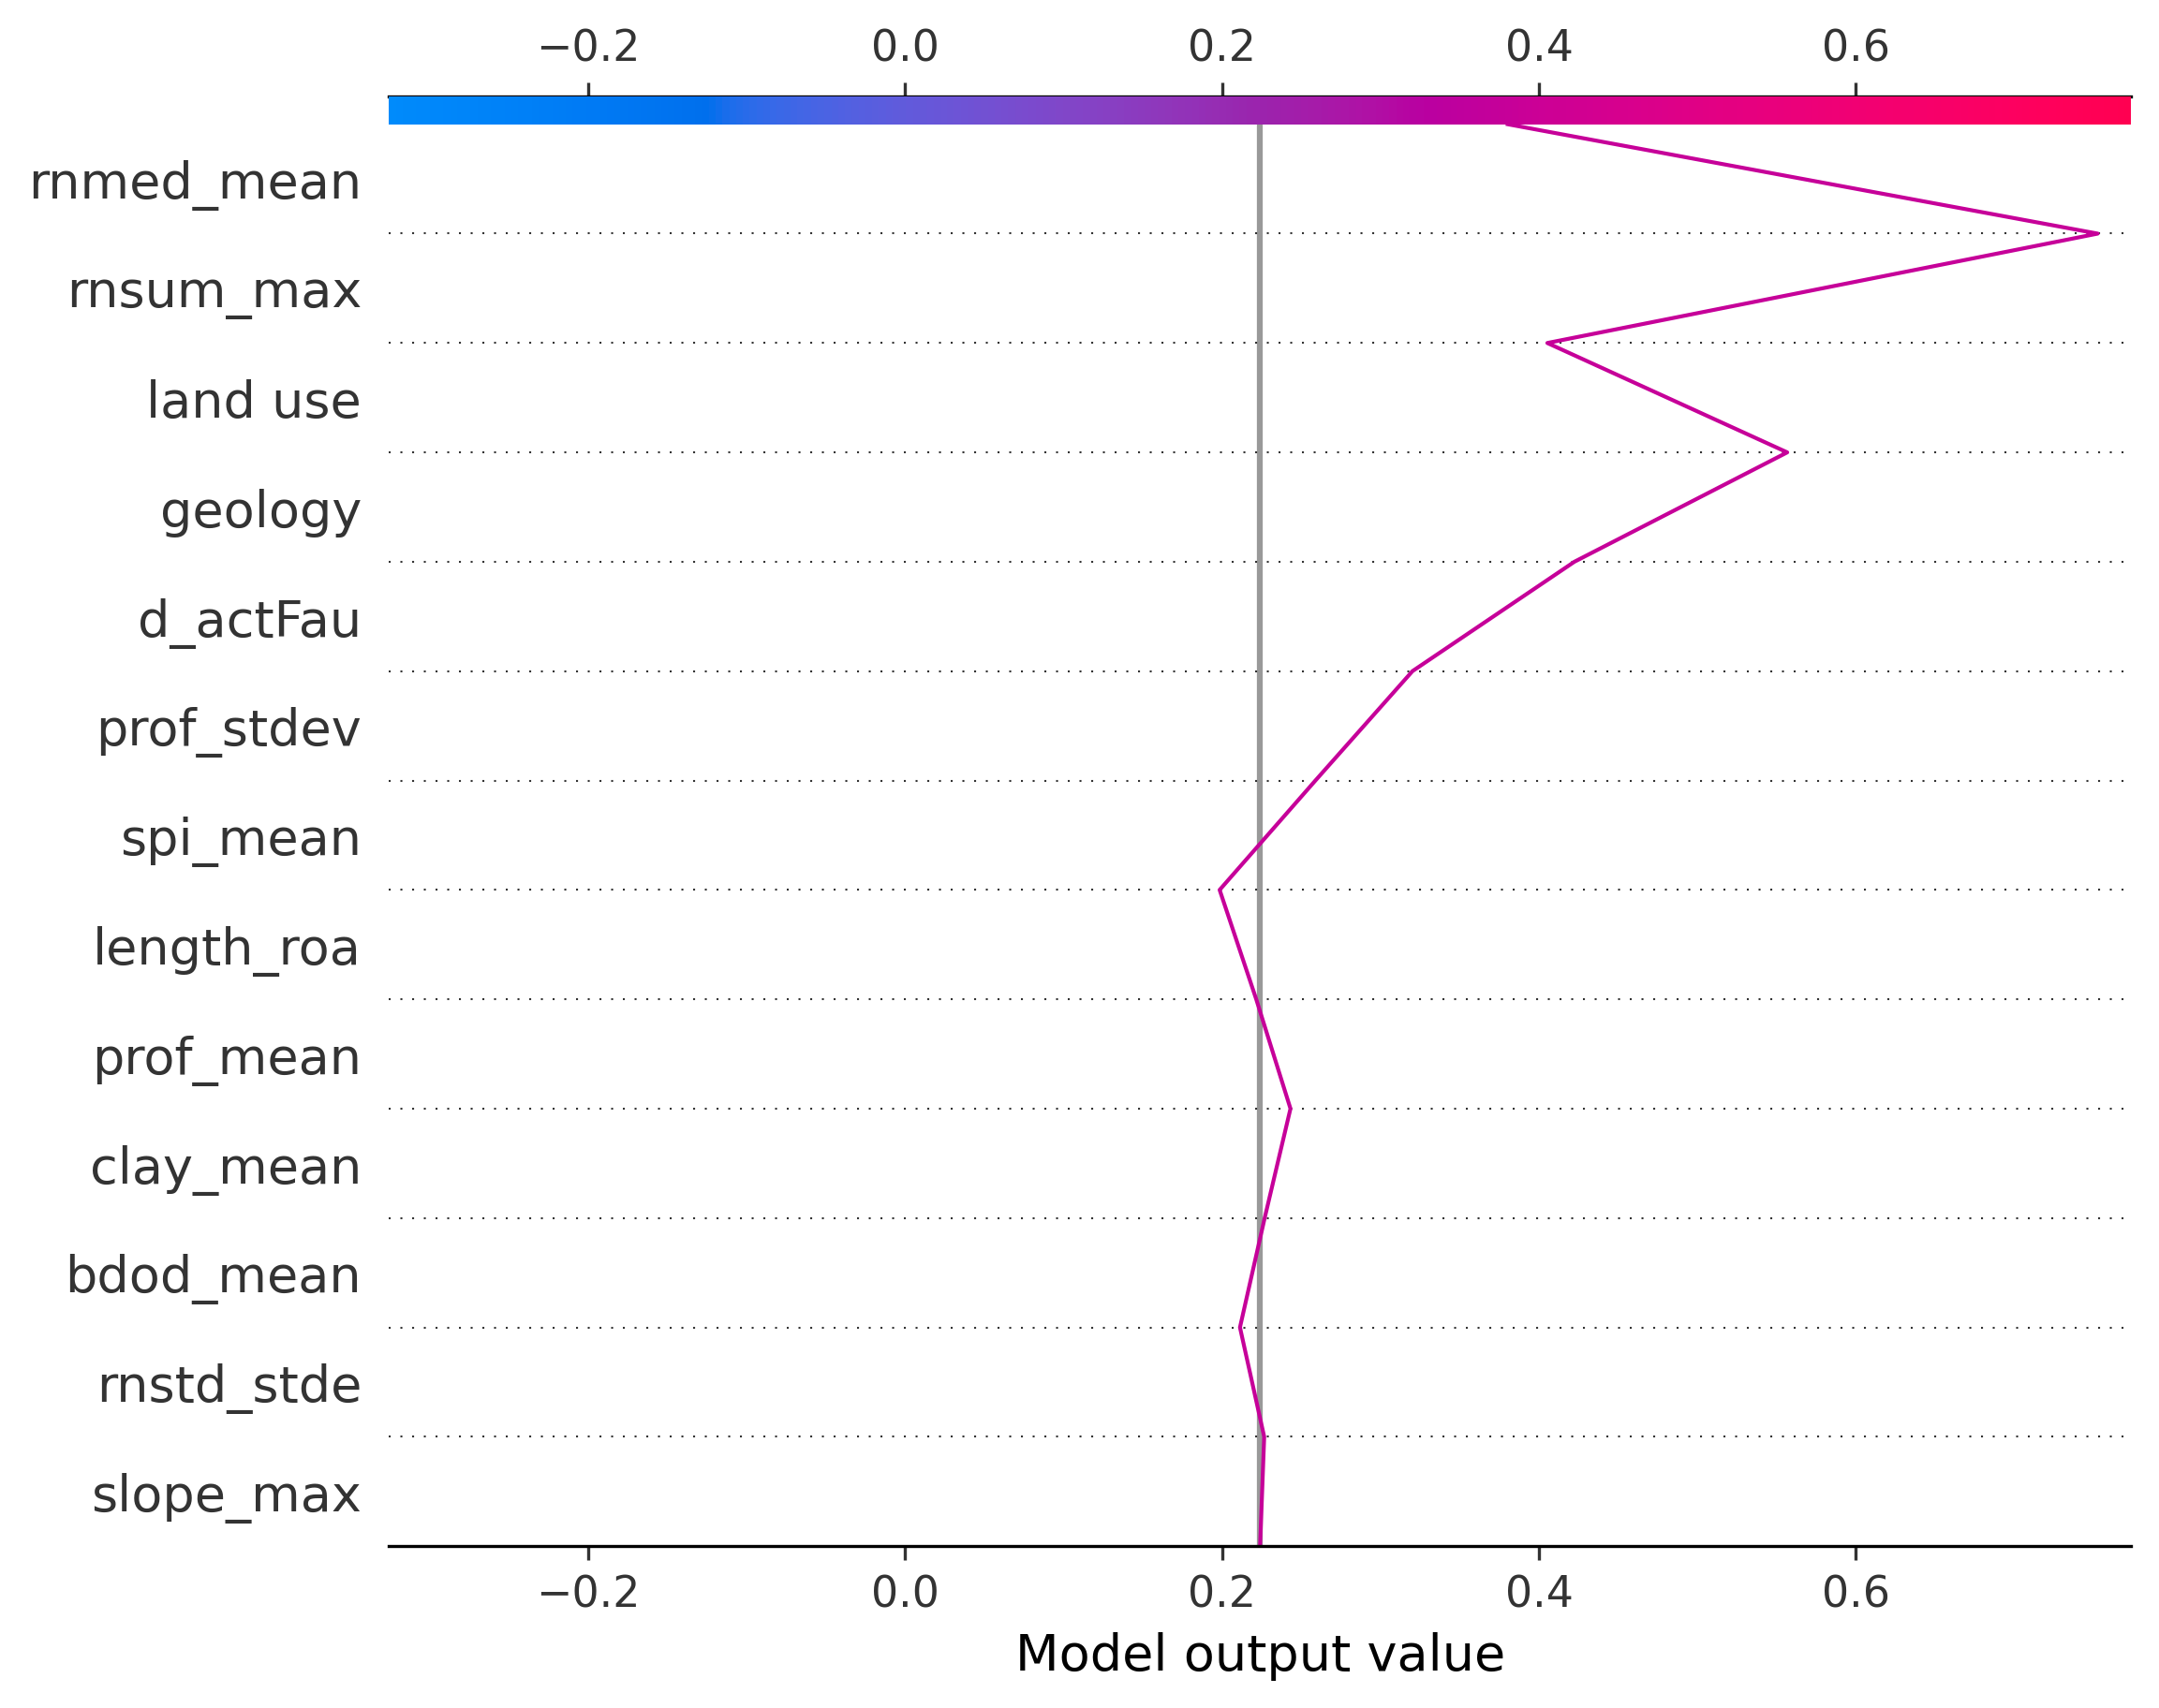 −0.2 0.0 0.2 0.4 0.6
rnmed_mean
rnsum_max
land use
geology
d_actFau
prof_stdev
spi_mean
length_roa
prof_mean
clay_mean
bdod_mean
rnstd_stde
slope_max
−0.2 0.0 0.2 0.4 0.6
Model output value